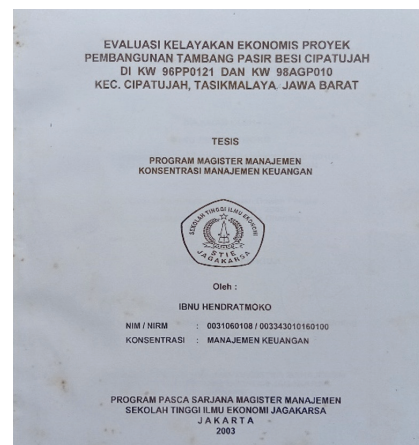 EVALUASI KELAYAKAN EKONOMIS PROYEK
PEMBANGUNAN TAMBANG PASIR BESI CIPATUJAH
DI KW 96PP0121 DAN KW 98AGP010
KEC. CIPATUJAH, TASIKMALAYA. JAWA BARAT
TESIS
PROGRAM MAGISTER MANAJEMEN
KONSENTRASI MANAJEMEN KEUANGAN
SEKOLAH TINGGI ILMU EKONOMI
STIE
JAGAKARSA
Oleh :
IBNU HENDRATMOKO
NIM / NIRM : 0031060108 / 003343010160100
KONSENTRASI : MANAJEMEN KEUANGAN
PROGRAM PASCA SARJANA MAGISTER MANAJEMEN
SEKOLAH TINGGI ILMU EKONOMI JAGAKARSA
JAKARTA
2003